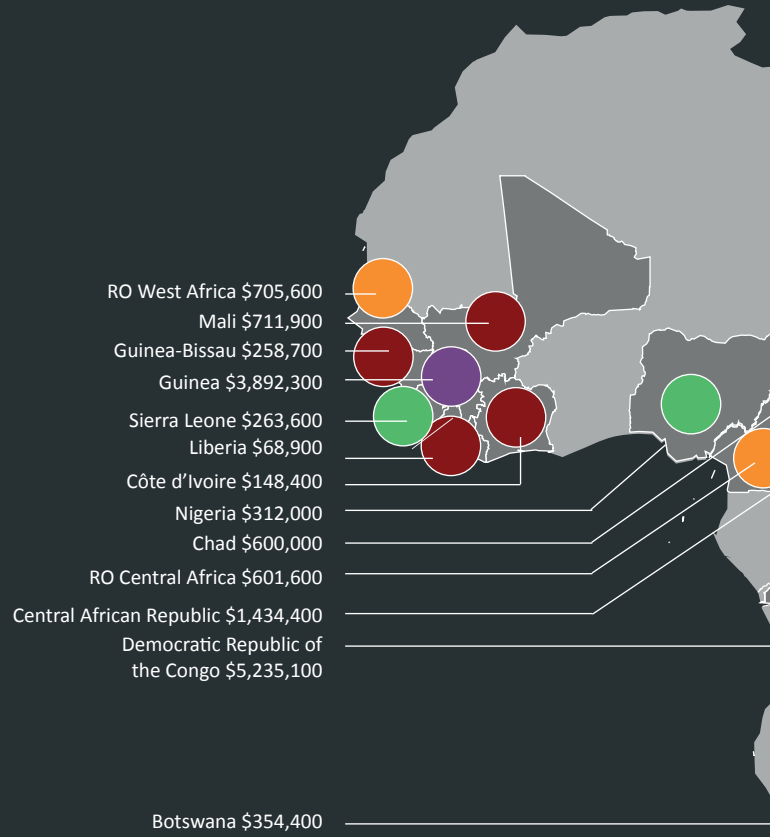 RO West Africa $705,600
Mali $711,900
Guinea-Bissau $258,700
Guinea $3,892,300
Sierra Leone $263,600
Liberia $68,900
Côte d’Ivoire $148,400
Nigeria $312,000
Chad $600,000
RO Central Africa $601,600
Central African Republic $1,434,400
Democratic Republic of
the Congo $5,235,100
Botswana $354,400